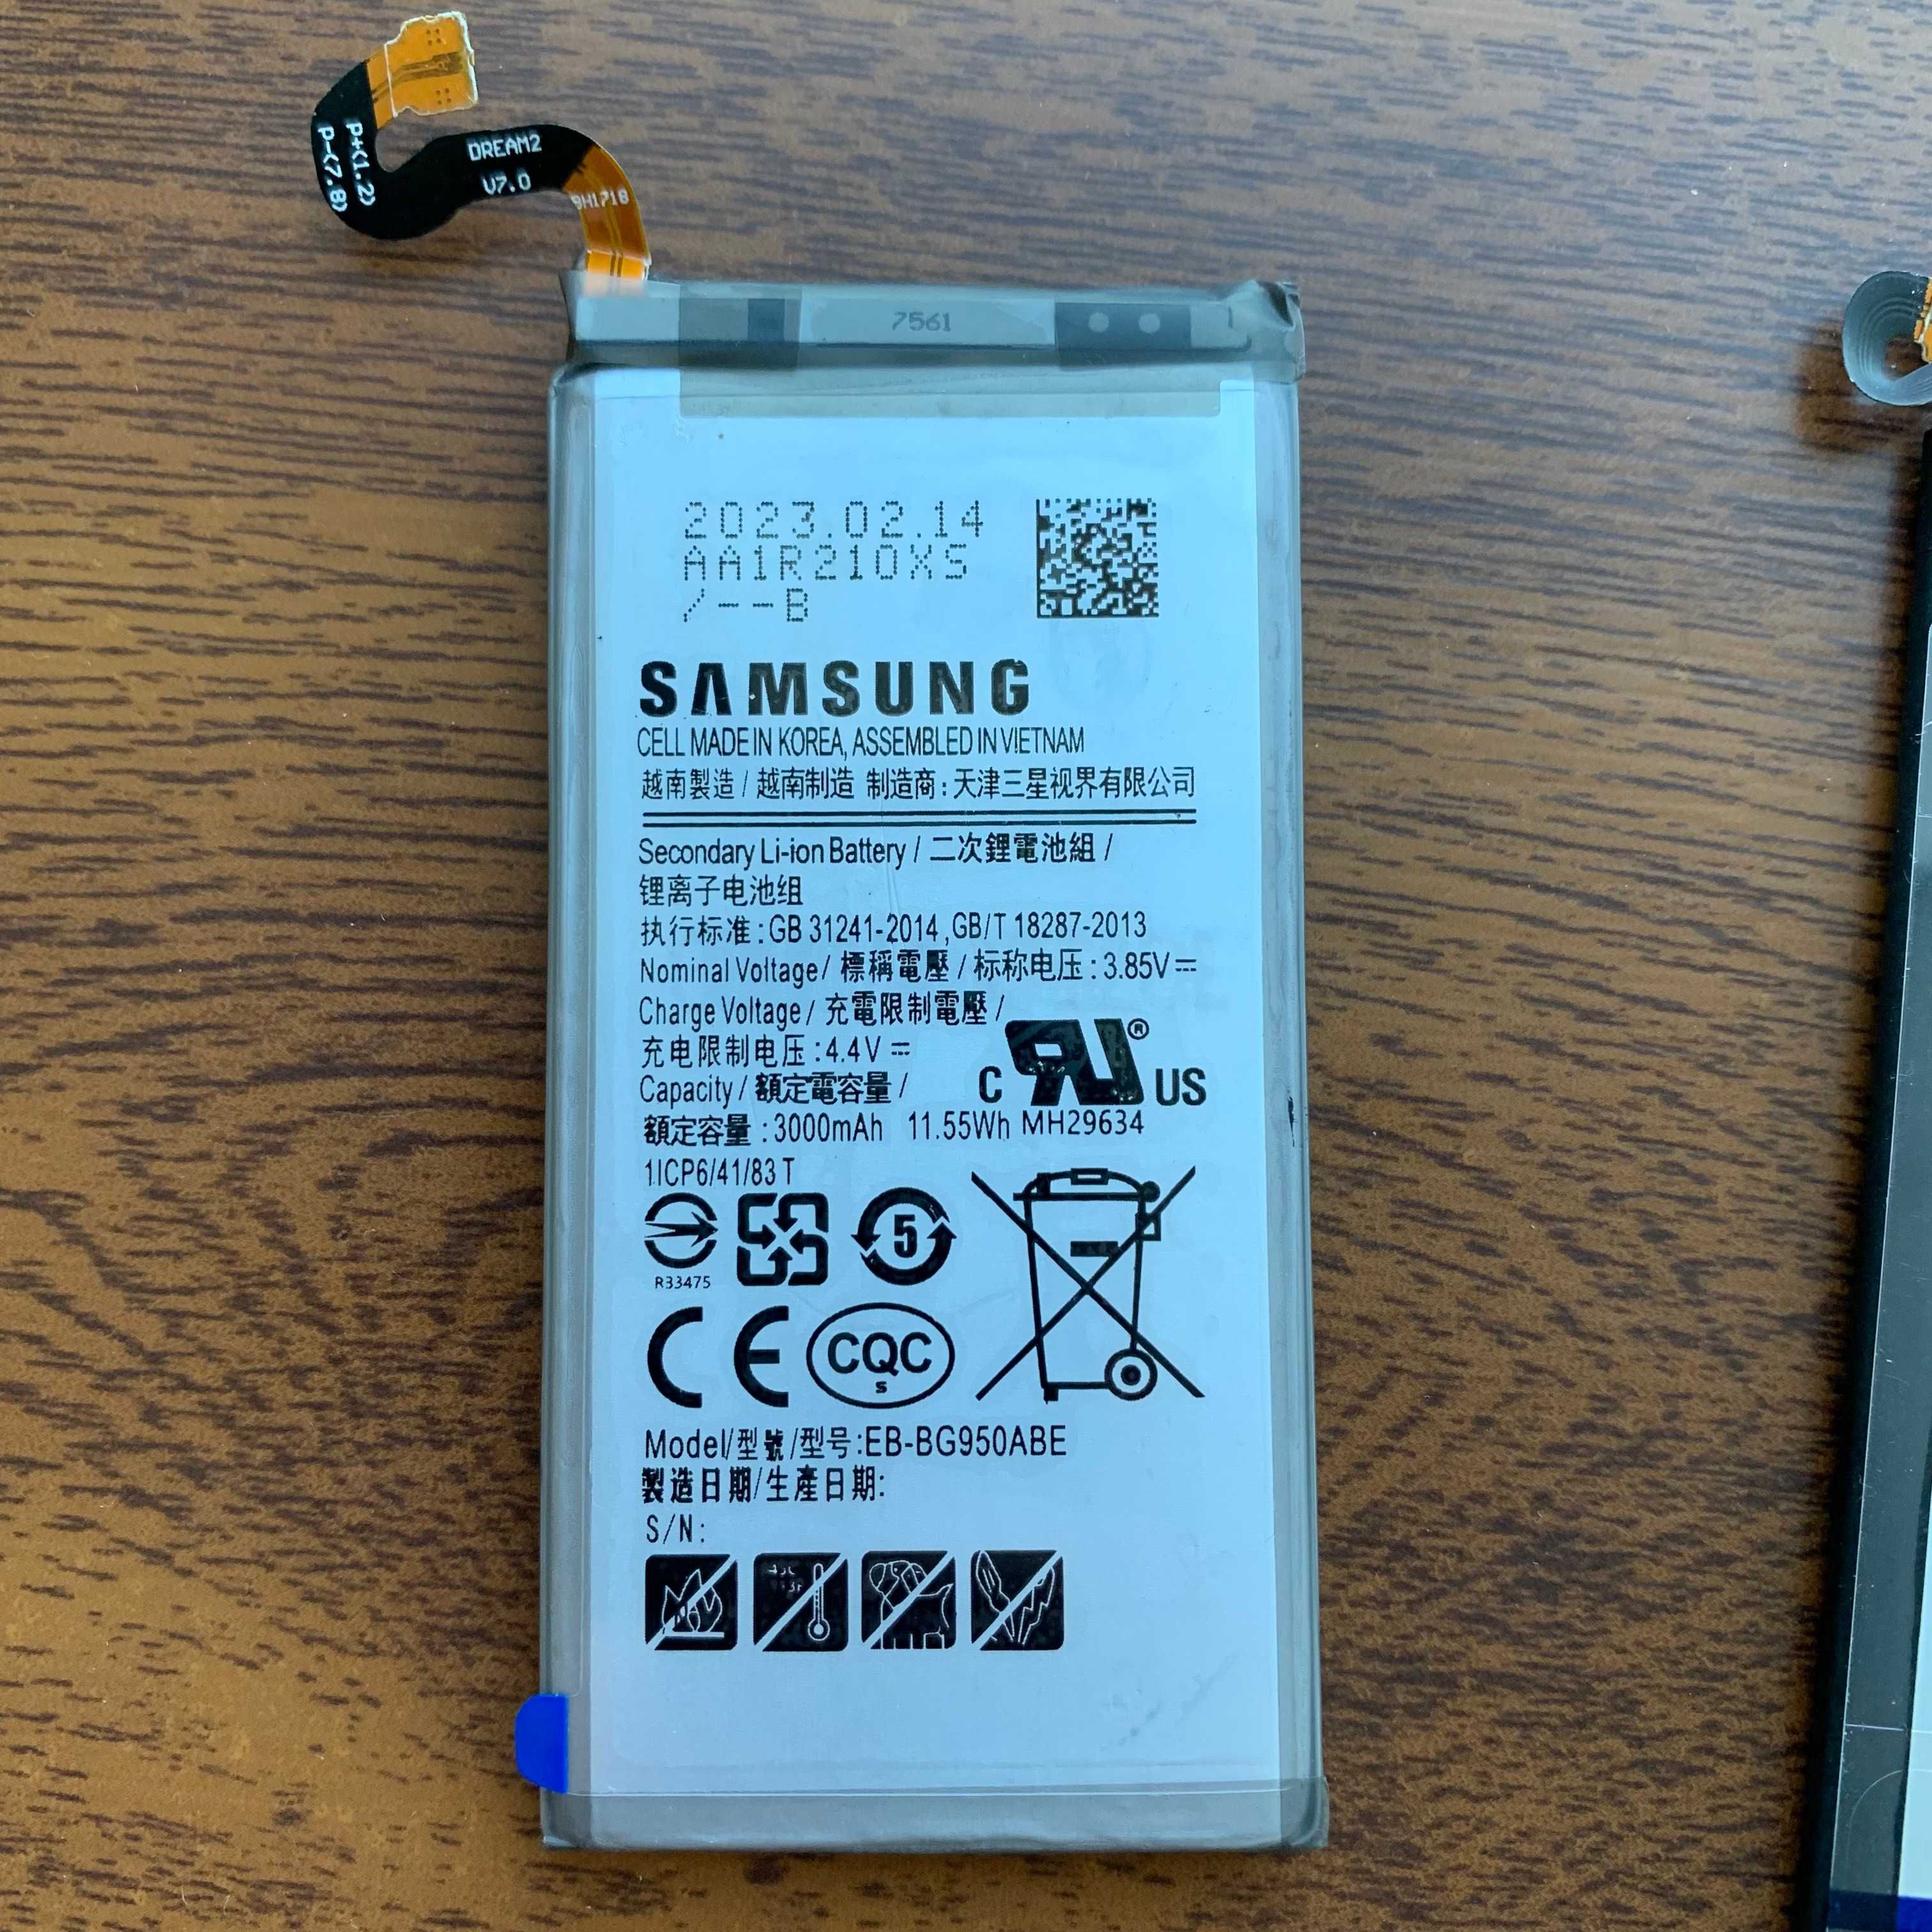 DREAM2
V7.0
P+(1.2)
P-(7.8)
BH1718
7561
2023.02.14
AA1R210XS
/--B
SAMSUNG
CELL MADE IN KOREA, ASSEMBLED IN VIETNAM
越南製造 / 越南制造 制造商:天津三星视界有限公司
Secondary Li-ion Battery / 二次鋰電池組 /
锂离子电池组
执行标准:GB 31241-2014,GB/T 18287-2013
Nominal Voltage/ 標稱電壓 / 标称电压:3.85V⎓
Charge Voltage / 充電限制電壓 /
充电限制电压:4.4V⎓
Capacity / 額定電容量 /
C RU® US
額定容量:3000mAh 11.55Wh MH29634
1ICP6/41/83 T
5
R33475
CE CQC
S
Model/型號/型号:EB-BG950ABE
製造日期/生產日期:
S/N: